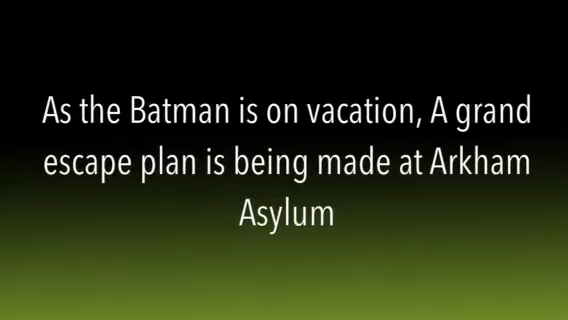 As the Batman is on vacation, A grand
escape plan is being made at Arkham
Asylum